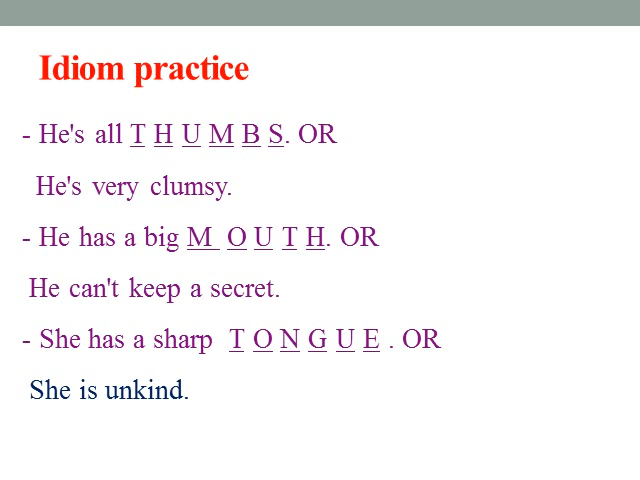 Idiom practice
- He's all T H U M B S. OR
He's very clumsy.
- He has a big M O U T H. OR
He can't keep a secret.
- She has a sharp T O N G U E . OR
She is unkind.